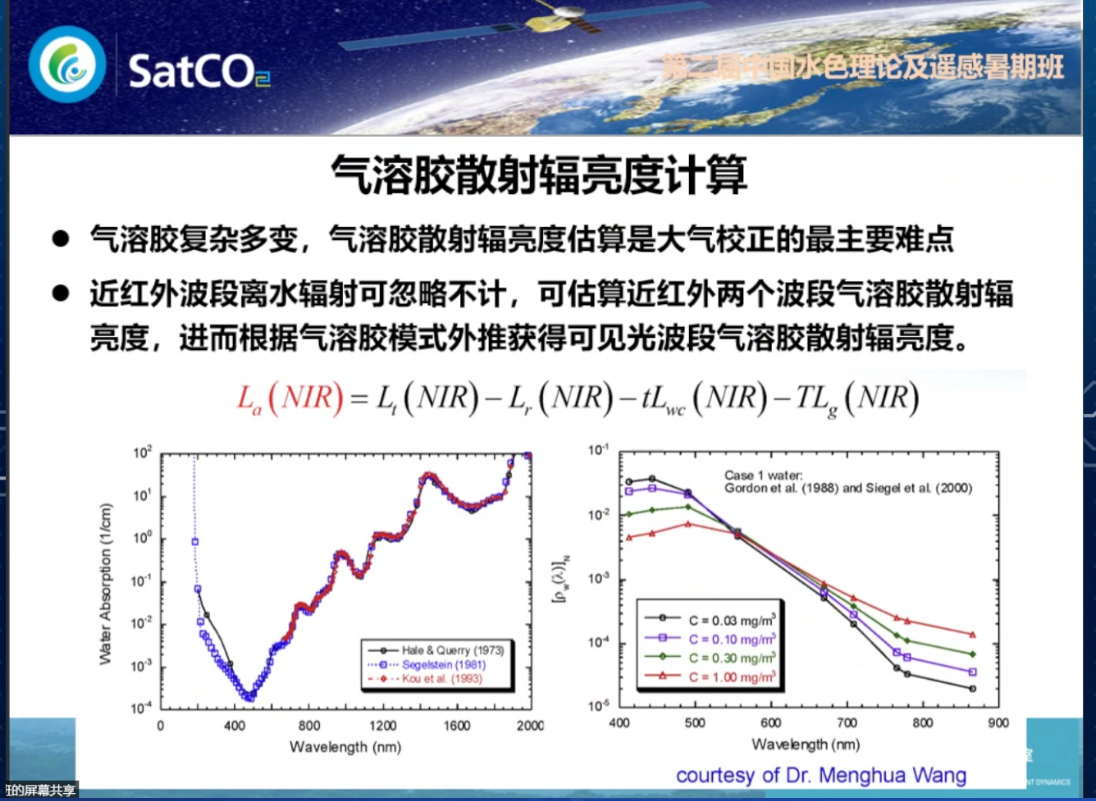 SatCO2
第二届中国水色理论及遥感暑期班
气溶胶散射辐亮度计算
● 气溶胶复杂多变，气溶胶散射辐亮度估算是大气校正的最主要难点
● 近红外波段离水辐射可忽略不计，可估算近红外两个波段气溶胶散射辐
亮度，进而根据气溶胶模式外推获得可见光波段气溶胶散射辐亮度。
L_a(NIR) = L_t(NIR) − L_r(NIR) − tL_wc(NIR) − TL_g(NIR)
Water Absorption (1/cm)
10^2
10^1
10^0
10^-1
10^-2
10^-3
10^-4
Hale & Querry (1973)
Segelstein (1981)
Kou et al. (1993)
0 400 800 1200 1600 2000
Wavelength (nm)
[ρ_w(λ)]_N
10^-1
10^-2
10^-3
10^-4
10^-5
Case 1 water:
Gordon et al. (1988) and Siegel et al. (2000)
C = 0.03 mg/m^3
C = 0.10 mg/m^3
C = 0.30 mg/m^3
C = 1.00 mg/m^3
400 500 600 700 800 900
Wavelength (nm)
courtesy of Dr. Menghua Wang
NT DYNAMICS
的屏幕共享